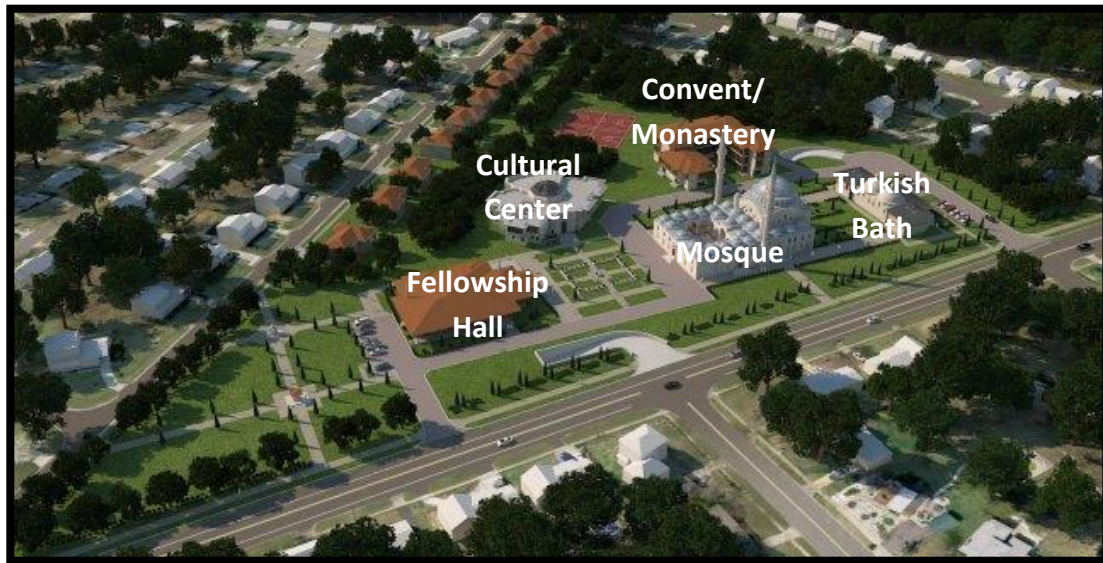 Convent/
Monastery
Cultural
Center
Turkish
Bath
Mosque
Fellowship
Hall